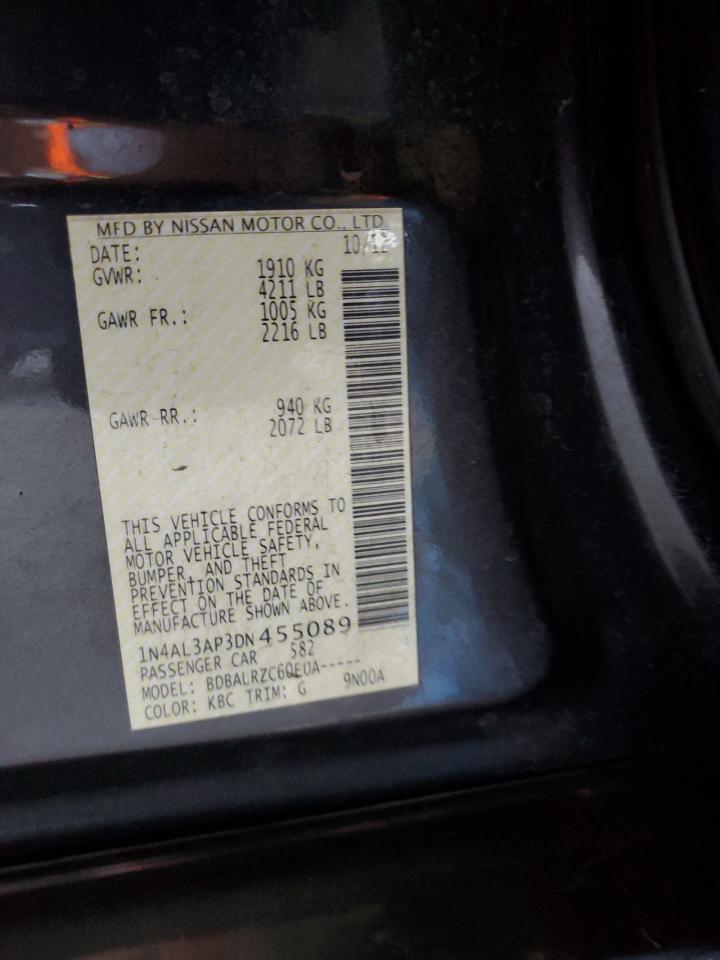 MFD BY NISSAN MOTOR CO., LTD.
DATE: 10/12
GVWR: 1910 KG
4211 LB
GAWR FR.: 1005 KG
2216 LB
GAWR RR.: 940 KG
2072 LB
THIS VEHICLE CONFORMS TO
ALL APPLICABLE FEDERAL
MOTOR VEHICLE SAFETY,
BUMPER, AND THEFT
PREVENTION STANDARDS IN
EFFECT ON THE DATE OF
MANUFACTURE SHOWN ABOVE.
1N4AL3AP3DN455089
PASSENGER CAR 582
MODEL: BDBALRZC60EUA-----
COLOR: KBC TRIM: G 9N00A